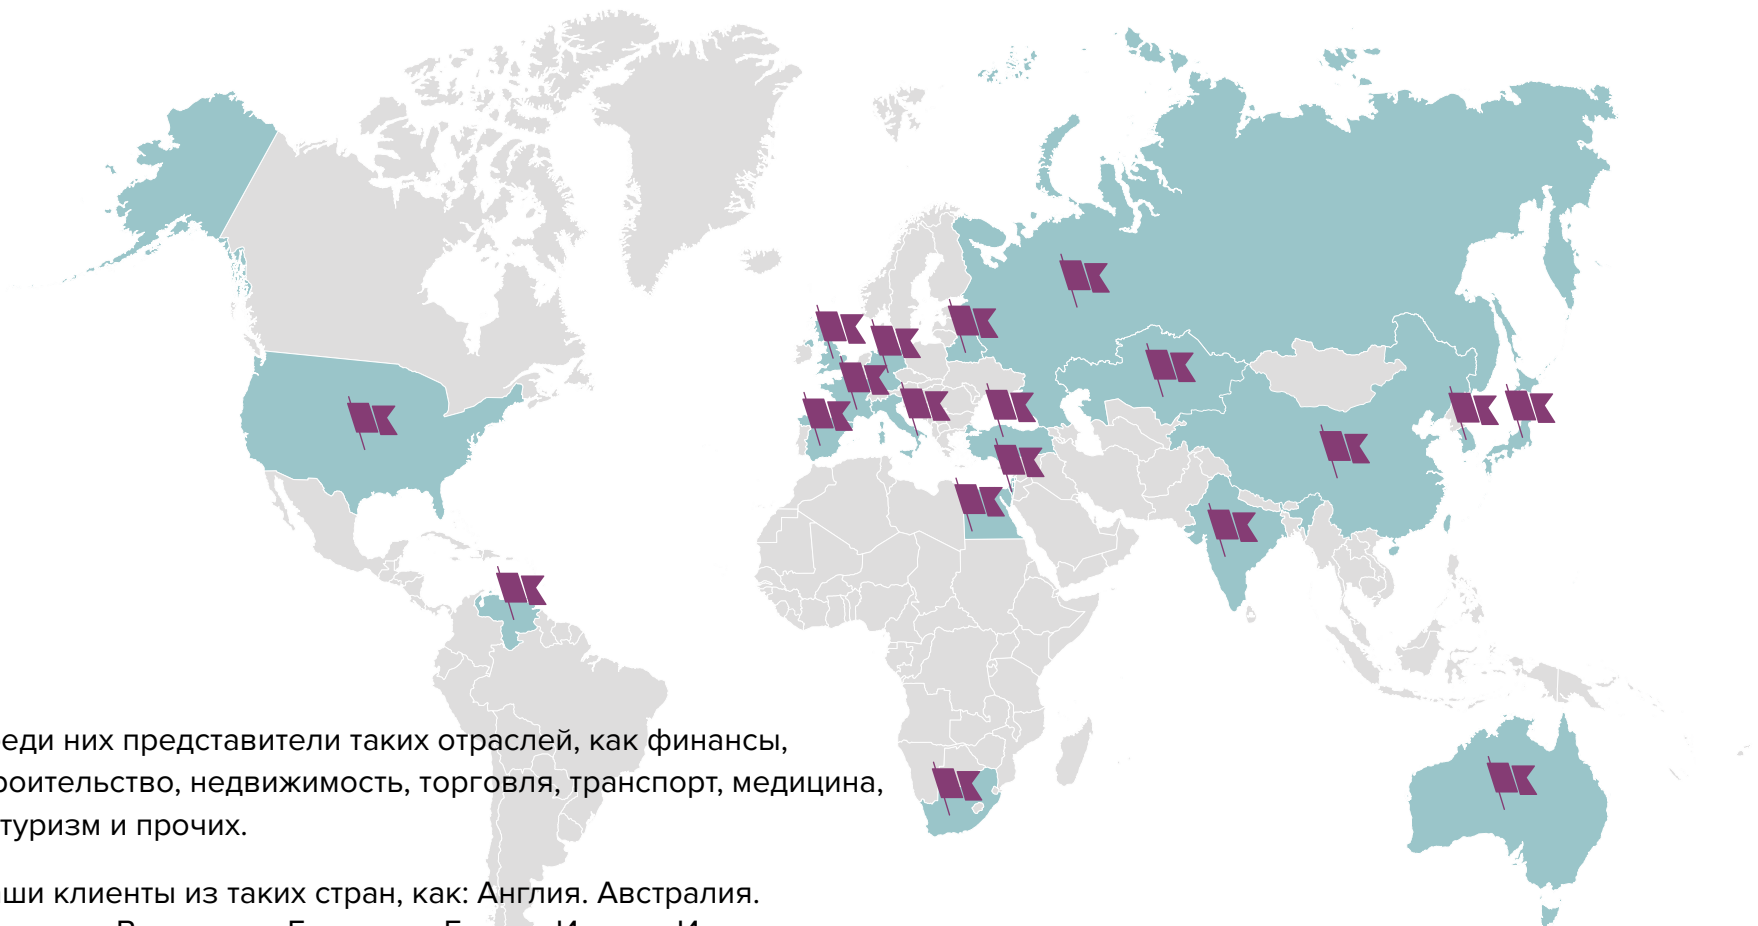 еди них представители таких отраслей, как финансы,
роительство, недвижимость, торговля, транспорт, медицина,
туризм и прочих.
ши клиенты из таких стран, как: Англия. Австралия.